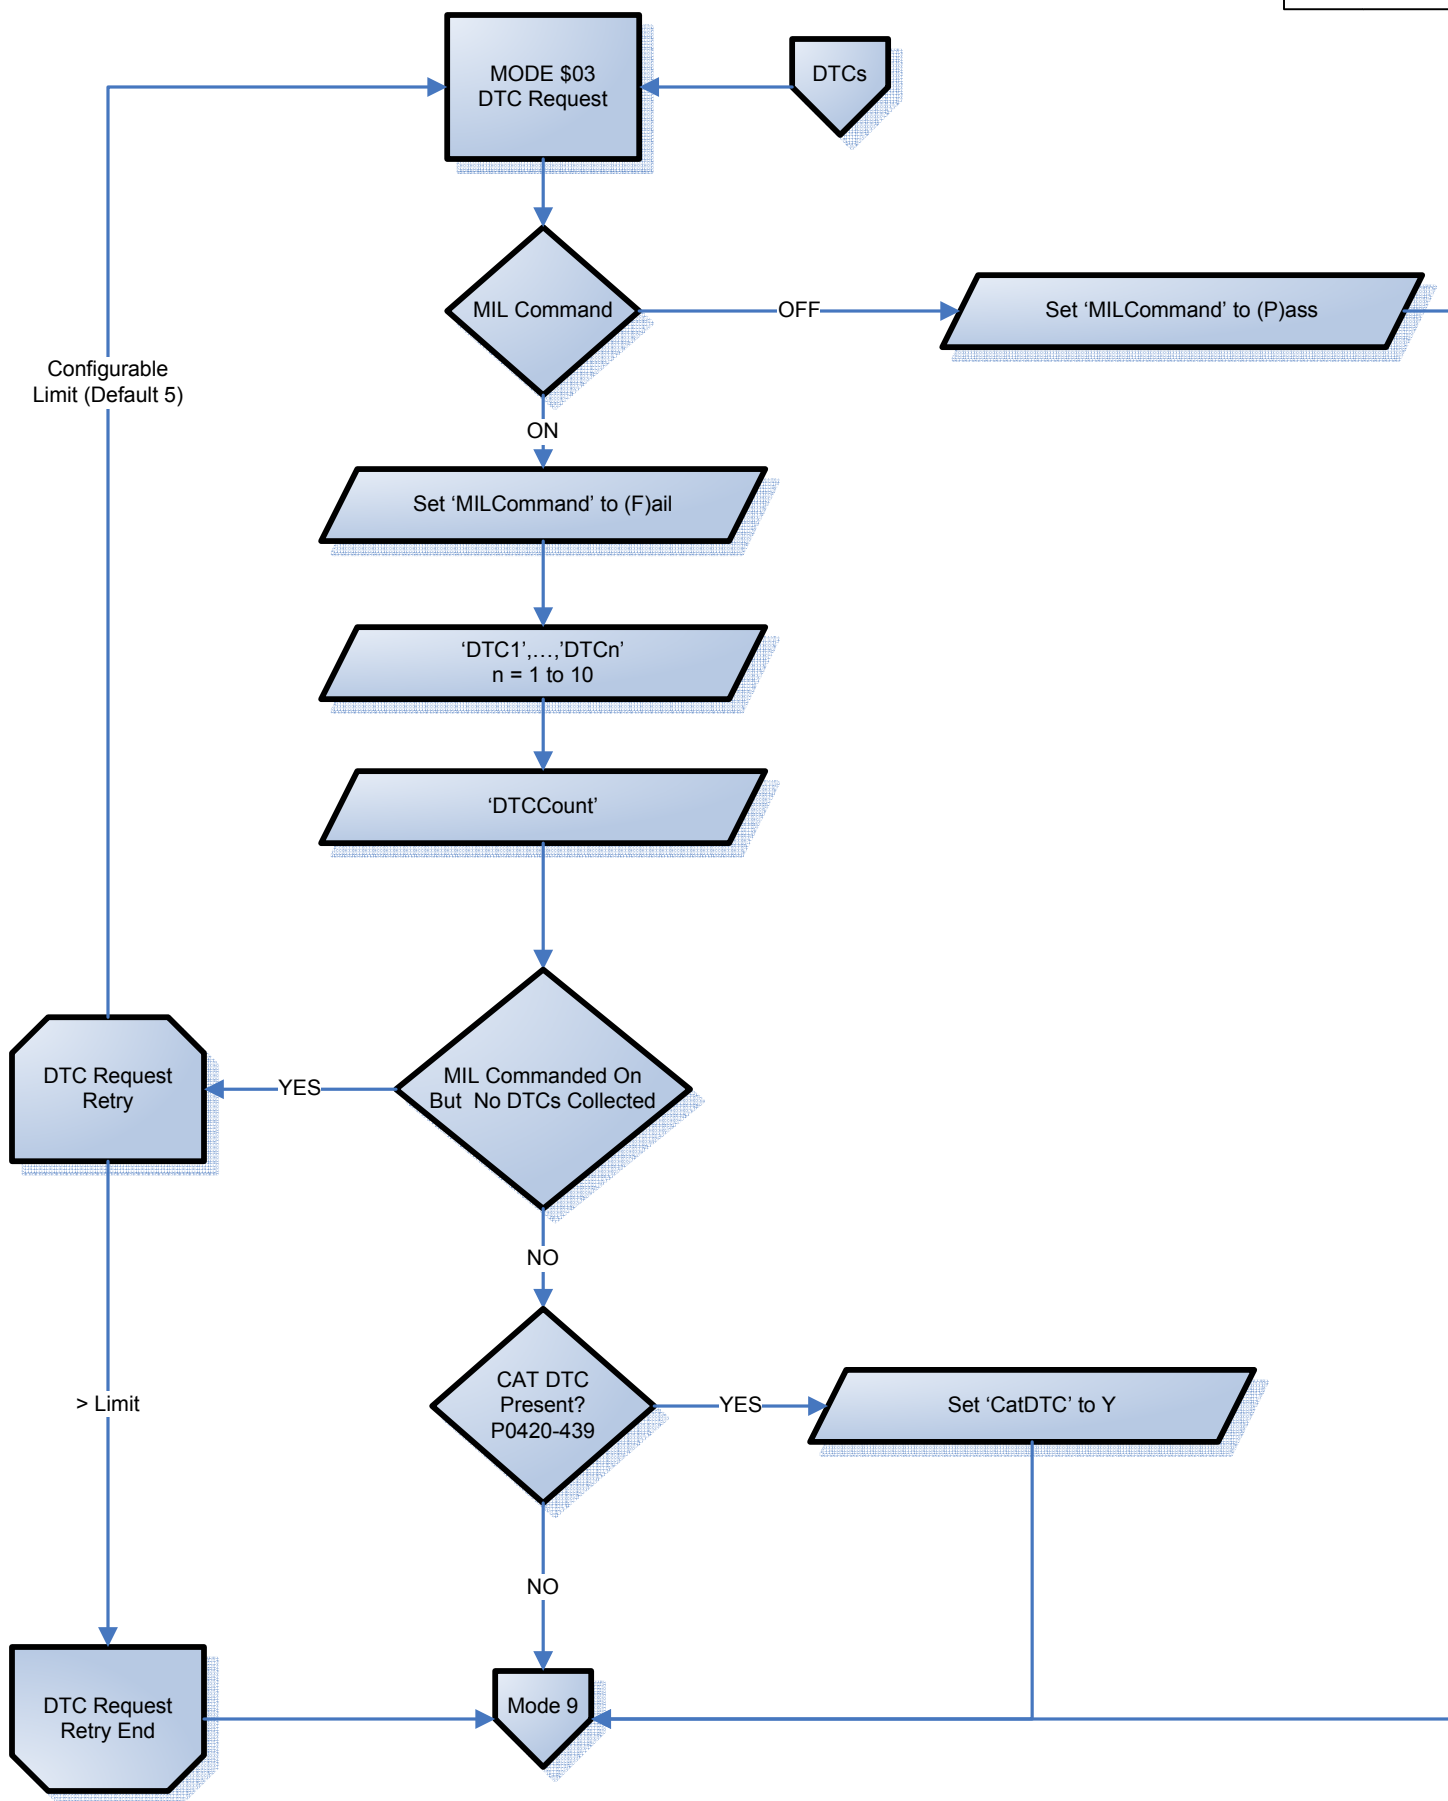 MODE $03
DTC Request
DTCs
MIL Command
OFF
Set ‘MILCommand’ to (P)ass
Configurable
Limit (Default 5)
ON
Set ‘MILCommand’ to (F)ail
‘DTC1’,…,’DTCn’
n = 1 to 10
‘DTCCount’
DTC Request
Retry
YES
MIL Commanded On
But No DTCs Collected
NO
> Limit
CAT DTC
Present?
P0420-439
YES
Set ‘CatDTC’ to Y
NO
DTC Request
Retry End
Mode 9